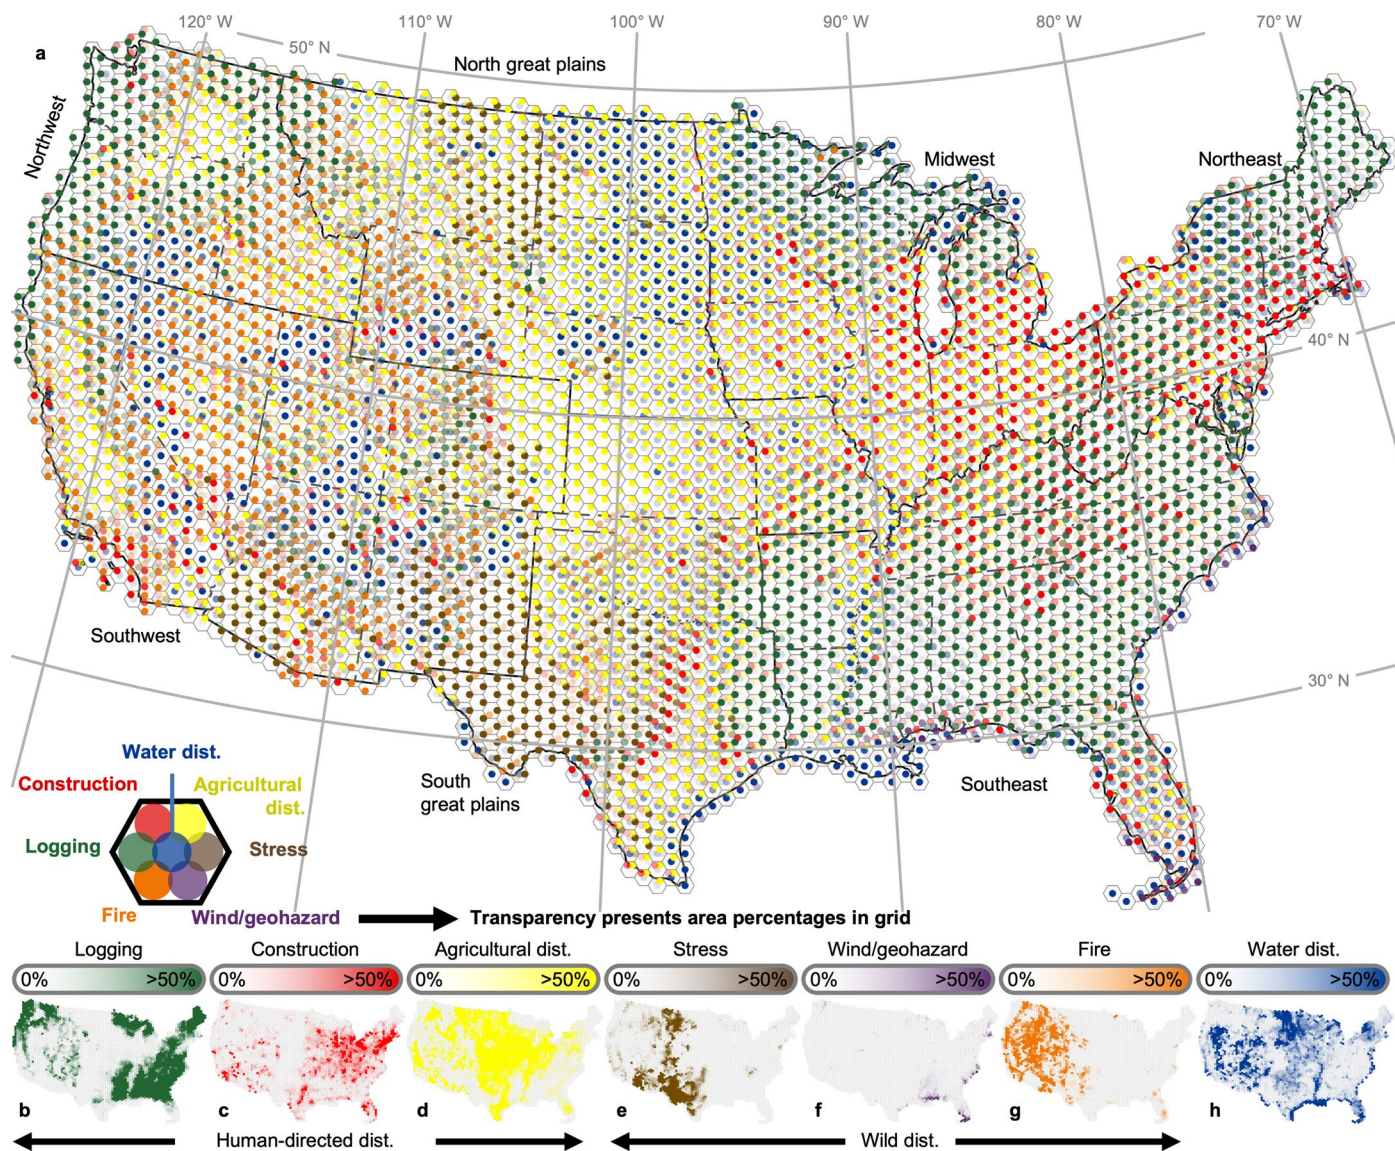 120° W
110° W
100° W
90° W
80° W
70° W
a
50° N
North great plains
Northwest
Midwest
Northeast
40° N
Southwest
30° N
Water dist.
Construction
Agricultural
dist.
Logging
Stress
Fire
Wind/geohazard
South
great plains
Southeast
Transparency presents area percentages in grid
Logging
Construction
Agricultural dist.
Stress
Wind/geohazard
Fire
Water dist.
0% >50%
0% >50%
0% >50%
0% >50%
0% >50%
0% >50%
0% >50%
b
c
d
e
f
g
h
Human-directed dist.
Wild dist.